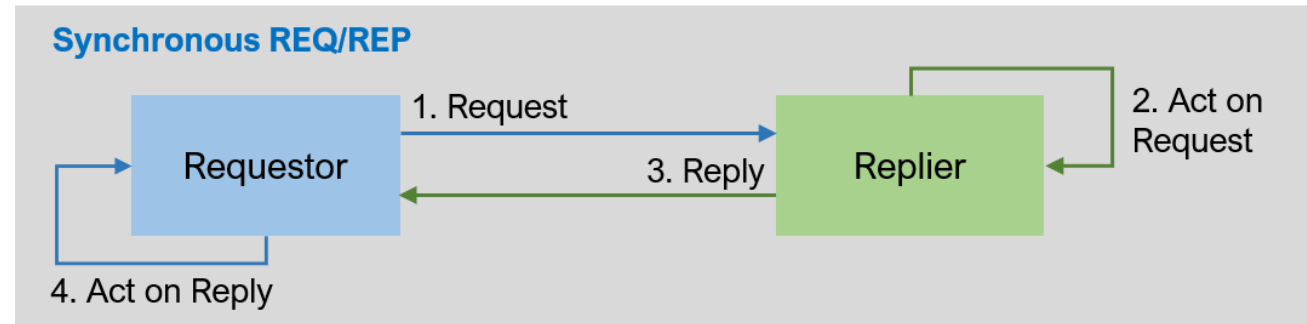 Synchronous REQ/REP
1. Request
2. Act on
Request
Requestor
3. Reply
Replier
4. Act on Reply